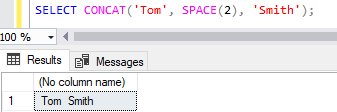 SELECT CONCAT('Tom', SPACE(2), 'Smith');
100 %
Results Messages
(No column name)
1 Tom  Smith